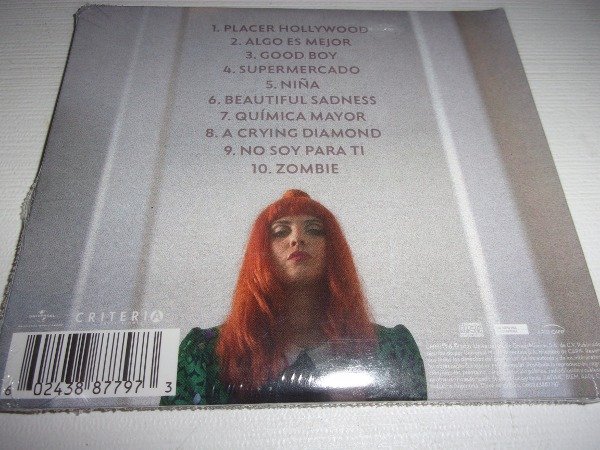 1. PLACER HOLLYWOOD
2. ALGO ES MEJOR
3. GOOD BOY
4. SUPERMERCADO
5. NIÑA
6. BEAUTIFUL SADNESS
7. QUÍMICA MAYOR
8. A CRYING DIAMOND
9. NO SOY PARA TI
10. ZOMBIE
CRITERIA
6 02438 87797 3